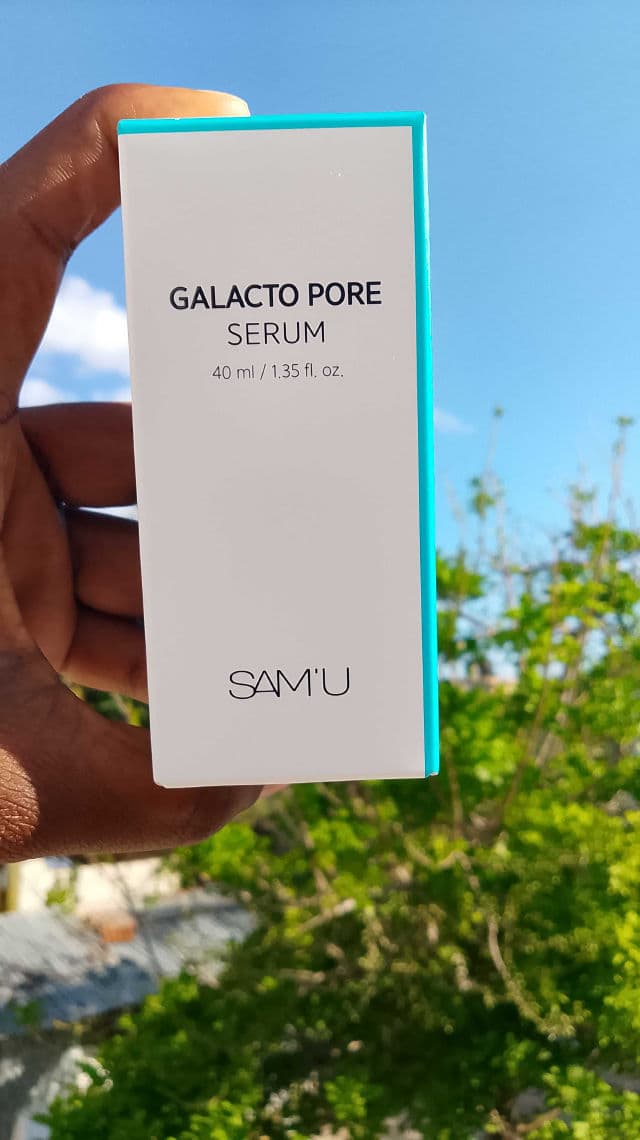 GALACTO PORE
SERUM
40 ml / 1.35 fl. oz.
SAM'U